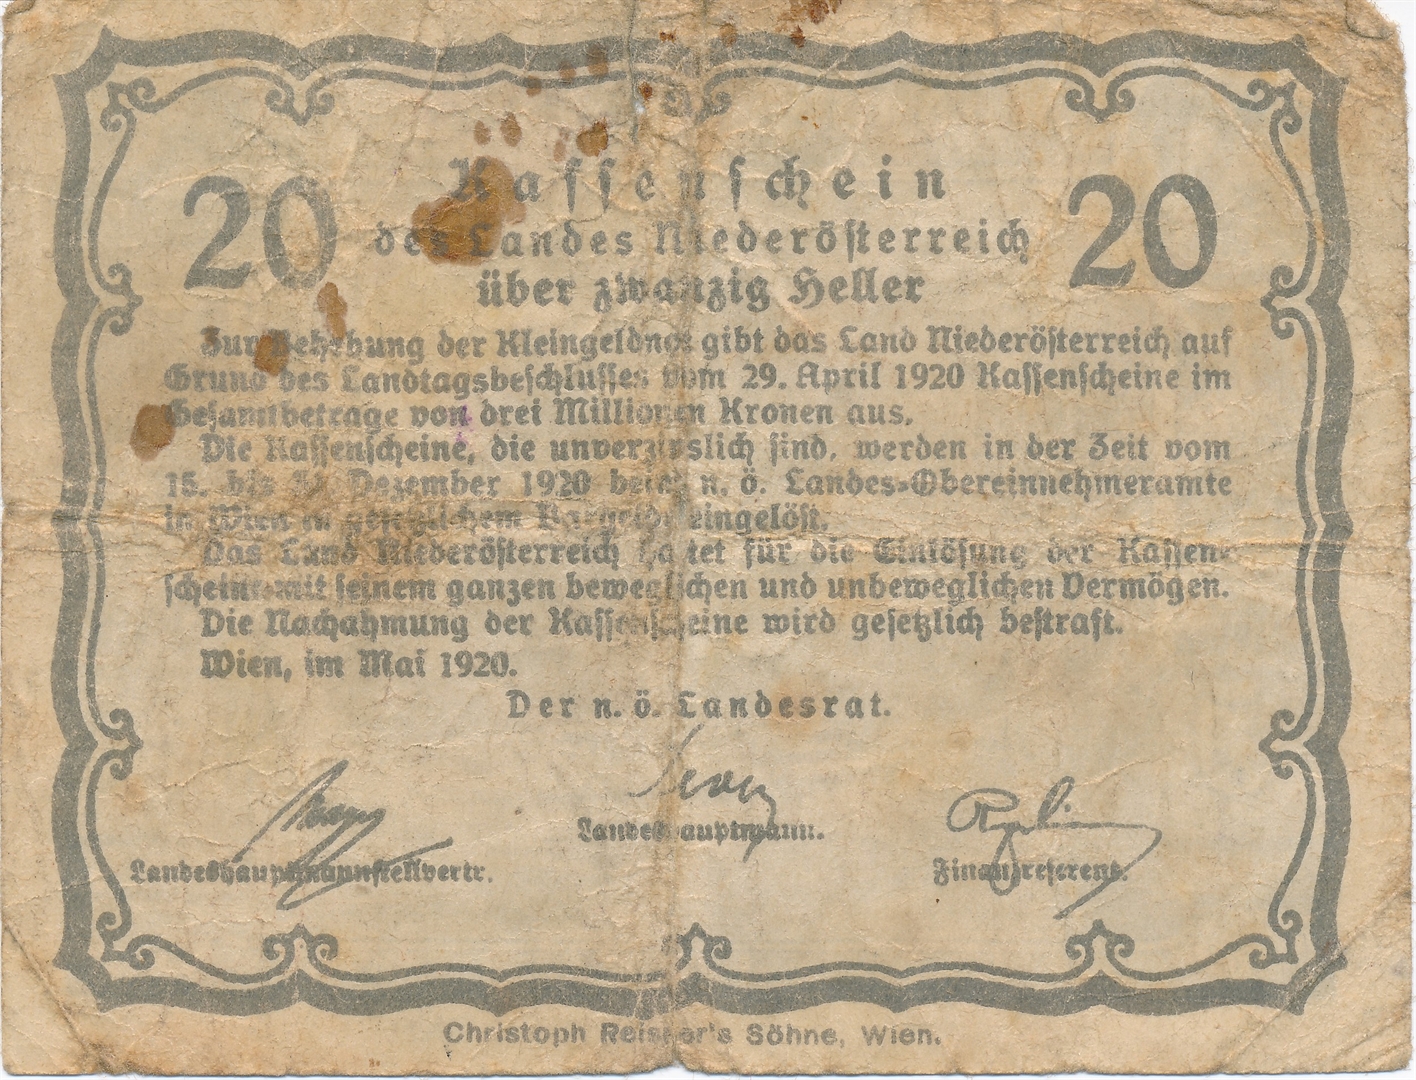 20
Kassenschein
20
des Landes Niederösterreich
über zwanzig Heller
Zur Behebung der Kleingeldnot gibt das Land Niederösterreich auf
Grund des Landtagsbeschlusses vom 29. April 1920 Kassenscheine im
Gesamtbetrage von drei Millionen Kronen aus.
Die Kassenscheine, die unverzinslich sind, werden in der Zeit vom
15. bis 31. Dezember 1920 beim n. ö. Landes-Obereinnehmeramte
in Wien in gesetzlichem Bargelde eingelöst.
Das Land Niederösterreich haftet für die Einlösung der Kassen-
scheine mit seinem ganzen beweglichen und unbeweglichen Vermögen.
Die Nachahmung der Kassenscheine wird gesetzlich bestraft.
Wien, im Mai 1920.
Der n. ö. Landesrat.
Landeshauptmann.
Landeshauptmannstellvertr.
Finanzreferent.
Christoph Reisser's Söhne, Wien.